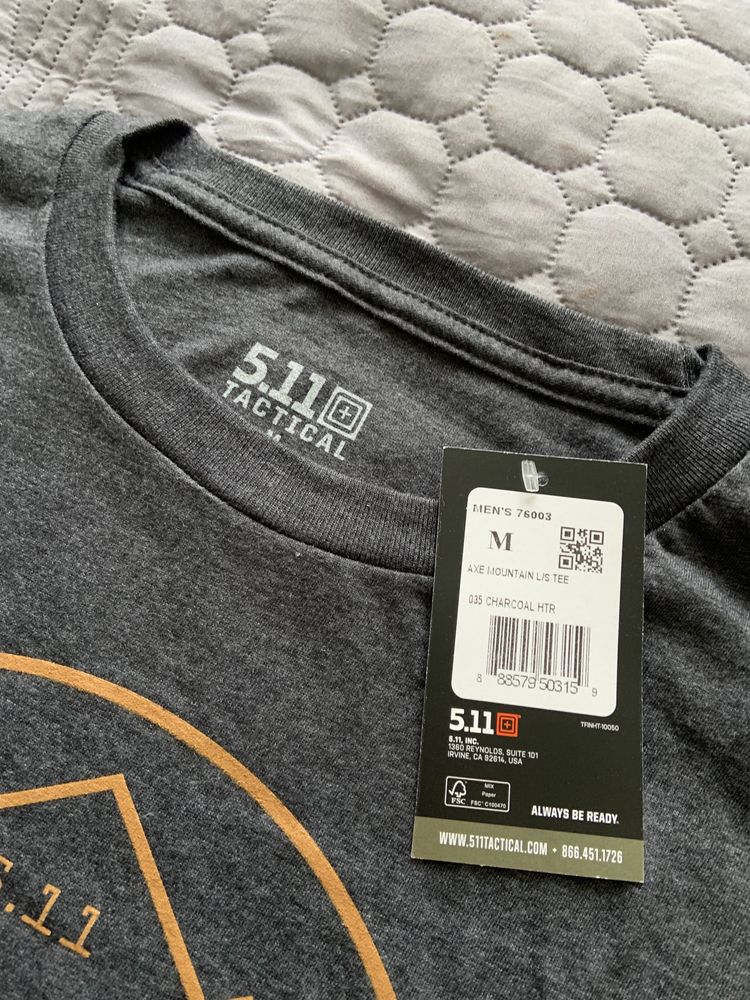 5.11
TACTICAL
M
MEN'S 76003
M
AXE MOUNTAIN L/S TEE
035 CHARCOAL HTR
8 88579 50315 9
5.11
TFINHT-10050
5.11, INC.
1360 REYNOLDS, SUITE 101
IRVINE, CA 92614, USA
FSC
MIX
Paper
FSC® C100470
ALWAYS BE READY.
WWW.511TACTICAL.COM • 866.451.1726
5.11